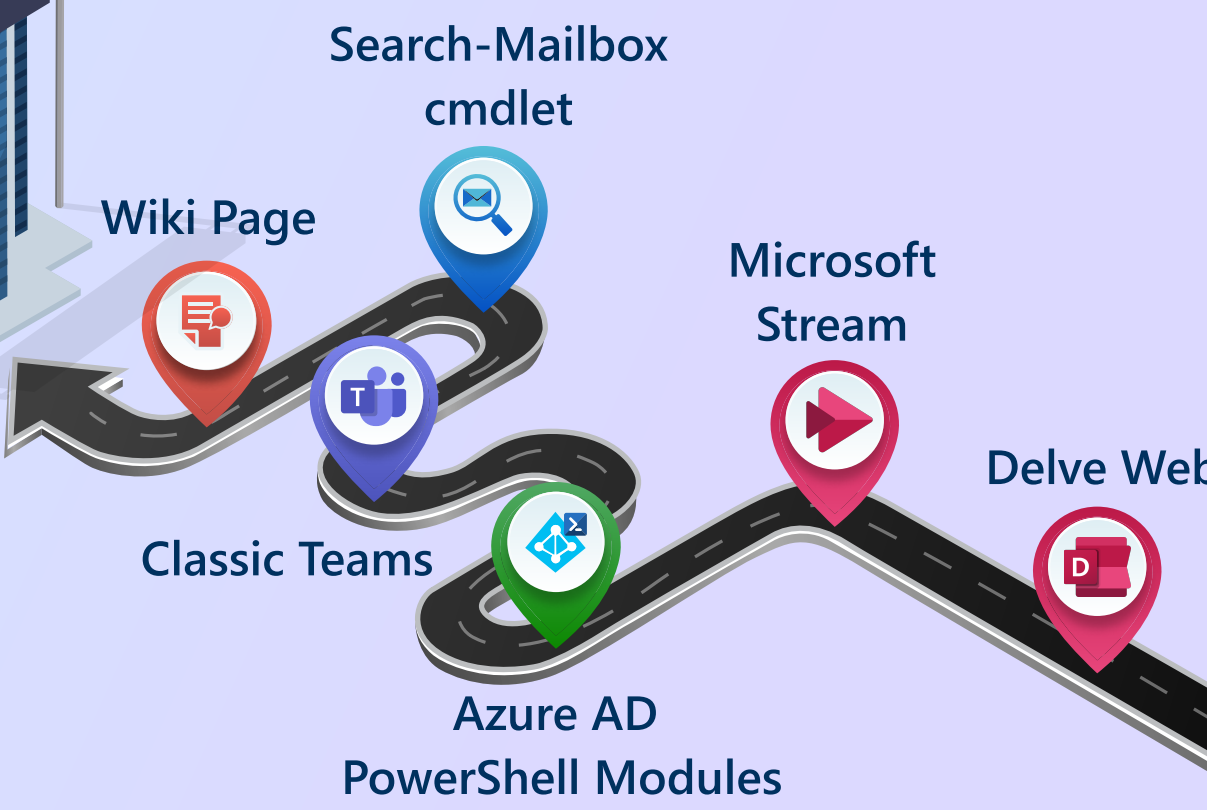 Search-Mailbox
cmdlet
Wiki Page
Microsoft
Stream
T
Delve Web
Classic Teams
D
Azure AD
PowerShell Modules